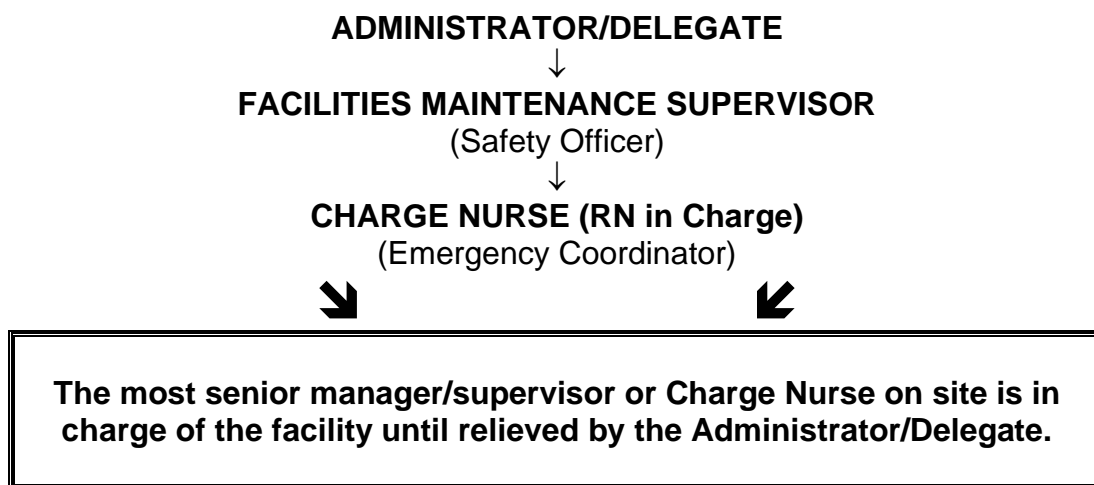 ADMINISTRATOR/DELEGATE
↓
FACILITIES MAINTENANCE SUPERVISOR
(Safety Officer)
↓
CHARGE NURSE (RN in Charge)
(Emergency Coordinator)
The most senior manager/supervisor or Charge Nurse on site is in
charge of the facility until relieved by the Administrator/Delegate.